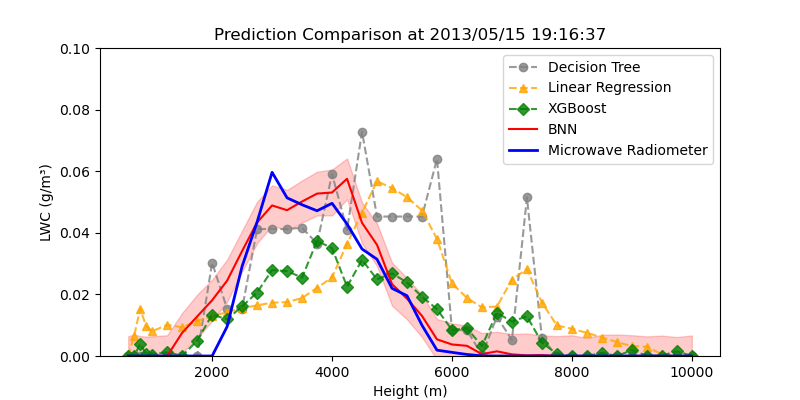 Prediction Comparison at 2013/05/15 19:16:37
0.10
0.08
0.06
0.04
0.02
0.00
LWC (g/m³)
Decision Tree
Linear Regression
XGBoost
BNN
Microwave Radiometer
2000 4000 6000 8000 10000
Height (m)